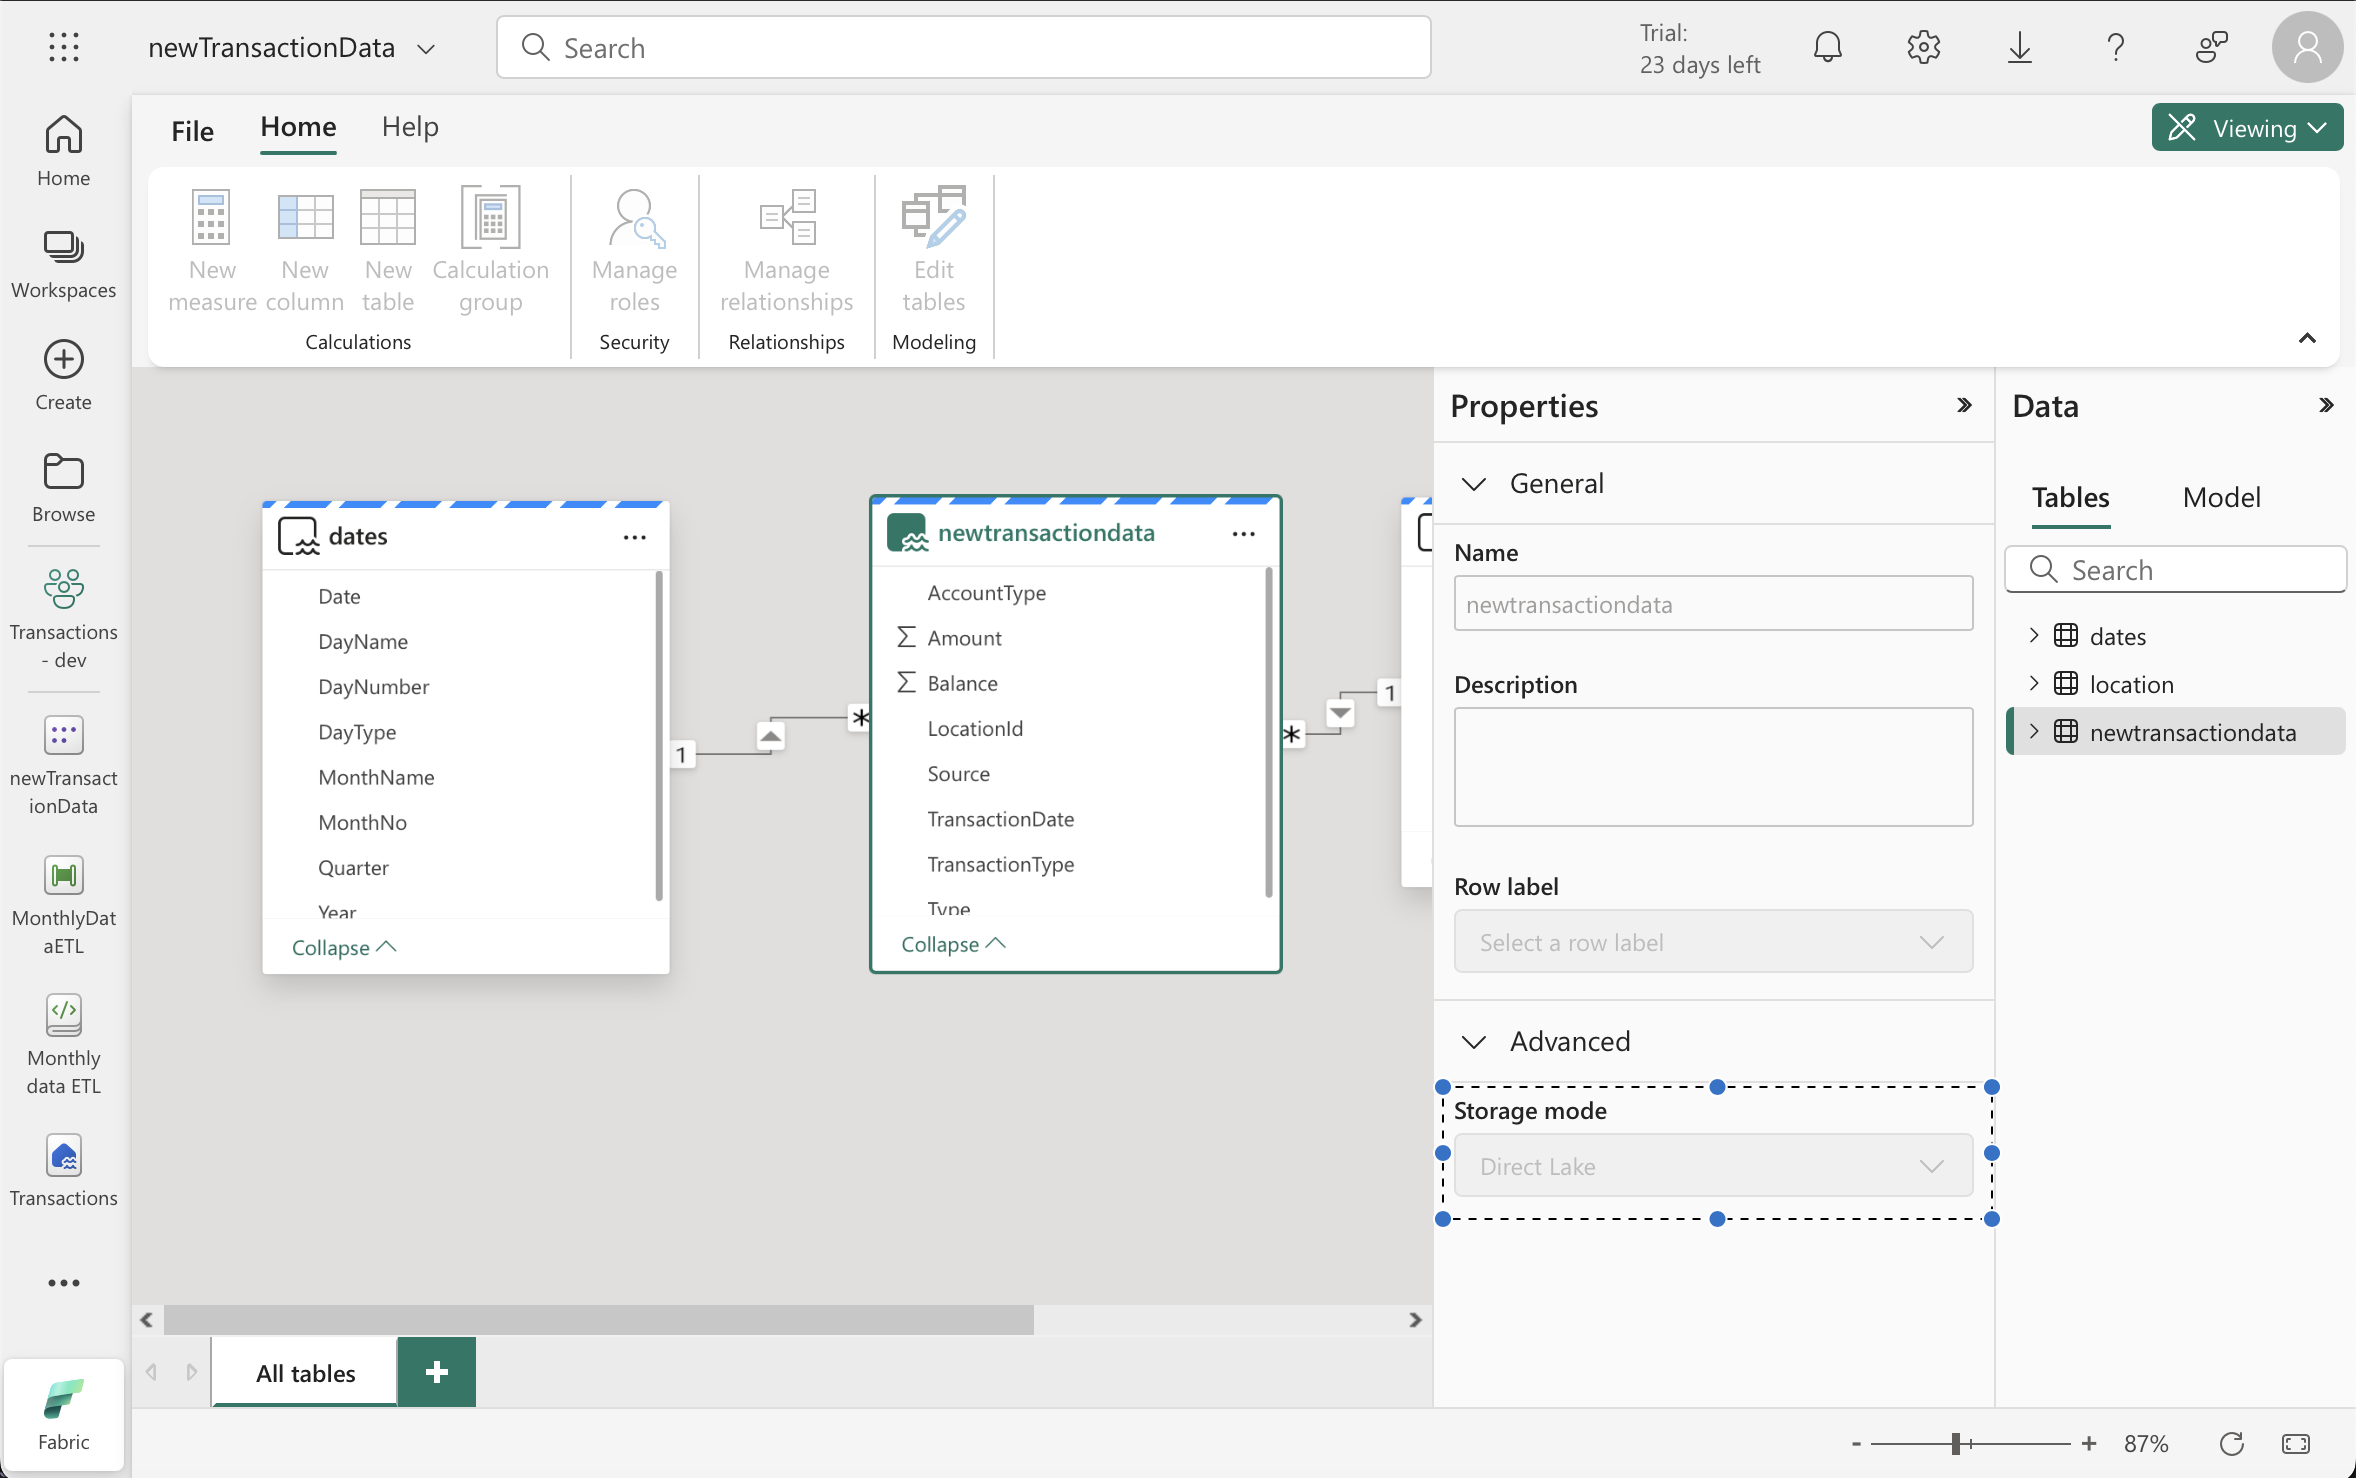 newTransactionData
Search
Trial:
23 days left
File
Home
Help
Viewing
New
measure
New
column
New
table
Calculation
group
Calculations
Manage
roles
Security
Manage
relationships
Relationships
Edit
tables
Modeling
Home
Workspaces
Create
Browse
Transactions
- dev
newTransact
ionData
MonthlyDat
aETL
Monthly
data ETL
Transactions
Fabric
dates
Date
DayName
DayNumber
DayType
MonthName
MonthNo
Quarter
Year
Collapse
1
*
newtransactiondata
AccountType
Σ Amount
Σ Balance
LocationId
Source
TransactionDate
TransactionType
Type
Collapse
*
1
Properties
General
Name
newtransactiondata
Description
Row label
Select a row label
Advanced
Storage mode
Direct Lake
Data
Tables
Model
Search
dates
location
newtransactiondata
All tables
+
- + 87%